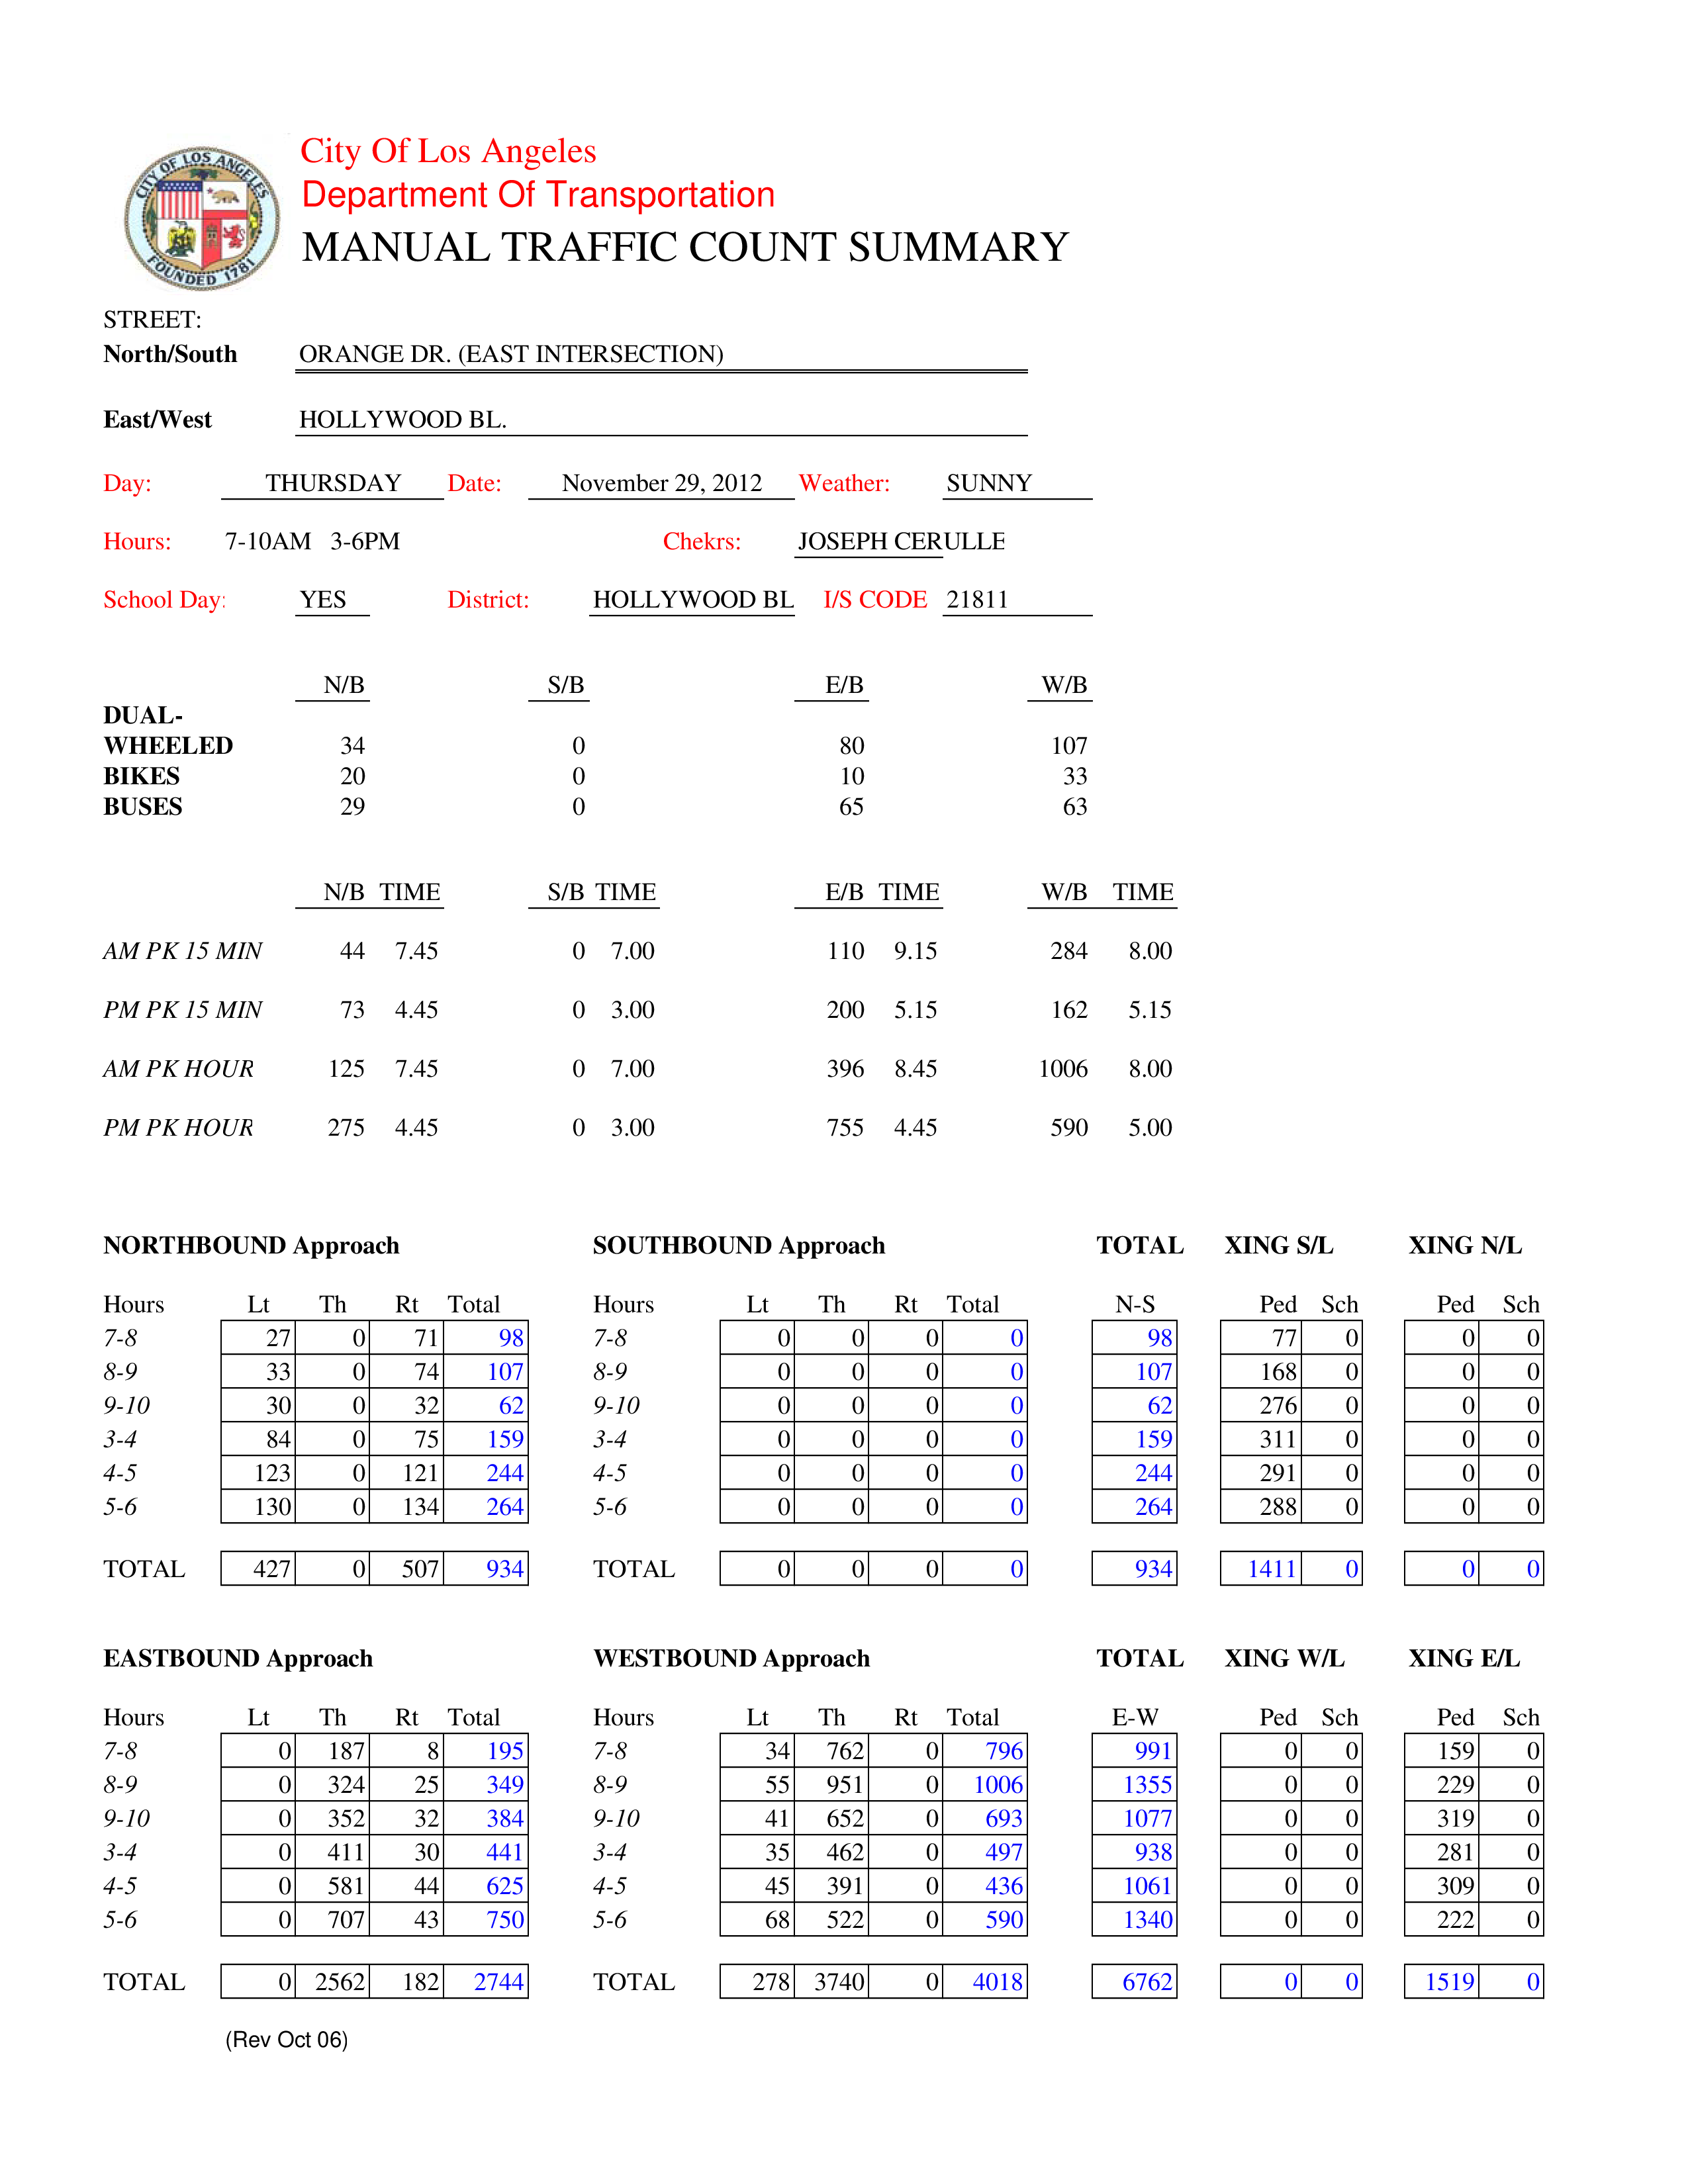 CITY OF LOS ANGELES
FOUNDED 1781
City Of Los Angeles
Department Of Transportation
MANUAL TRAFFIC COUNT SUMMARY
STREET:
North/South ORANGE DR. (EAST INTERSECTION)
East/West HOLLYWOOD BL.
Day: THURSDAY Date: November 29, 2012 Weather: SUNNY
Hours: 7-10AM 3-6PM Chekrs: JOSEPH CERULLE
School Day: YES District: HOLLYWOOD BL I/S CODE 21811
N/B S/B E/B W/B
DUAL-
WHEELED 34 0 80 107
BIKES 20 0 10 33
BUSES 29 0 65 63
N/B TIME S/B TIME E/B TIME W/B TIME
AM PK 15 MIN 44 7.45 0 7.00 110 9.15 284 8.00
PM PK 15 MIN 73 4.45 0 3.00 200 5.15 162 5.15
AM PK HOUR 125 7.45 0 7.00 396 8.45 1006 8.00
PM PK HOUR 275 4.45 0 3.00 755 4.45 590 5.00
NORTHBOUND Approach SOUTHBOUND Approach TOTAL XING S/L XING N/L
Hours Lt Th Rt Total Hours Lt Th Rt Total N-S Ped Sch Ped Sch
7-8 27 0 71 98 7-8 0 0 0 0 98 77 0 0 0
8-9 33 0 74 107 8-9 0 0 0 0 107 168 0 0 0
9-10 30 0 32 62 9-10 0 0 0 0 62 276 0 0 0
3-4 84 0 75 159 3-4 0 0 0 0 159 311 0 0 0
4-5 123 0 121 244 4-5 0 0 0 0 244 291 0 0 0
5-6 130 0 134 264 5-6 0 0 0 0 264 288 0 0 0
TOTAL 427 0 507 934 TOTAL 0 0 0 0 934 1411 0 0 0
EASTBOUND Approach WESTBOUND Approach TOTAL XING W/L XING E/L
Hours Lt Th Rt Total Hours Lt Th Rt Total E-W Ped Sch Ped Sch
7-8 0 187 8 195 7-8 34 762 0 796 991 0 0 159 0
8-9 0 324 25 349 8-9 55 951 0 1006 1355 0 0 229 0
9-10 0 352 32 384 9-10 41 652 0 693 1077 0 0 319 0
3-4 0 411 30 441 3-4 35 462 0 497 938 0 0 281 0
4-5 0 581 44 625 4-5 45 391 0 436 1061 0 0 309 0
5-6 0 707 43 750 5-6 68 522 0 590 1340 0 0 222 0
TOTAL 0 2562 182 2744 TOTAL 278 3740 0 4018 6762 0 0 1519 0
(Rev Oct 06)